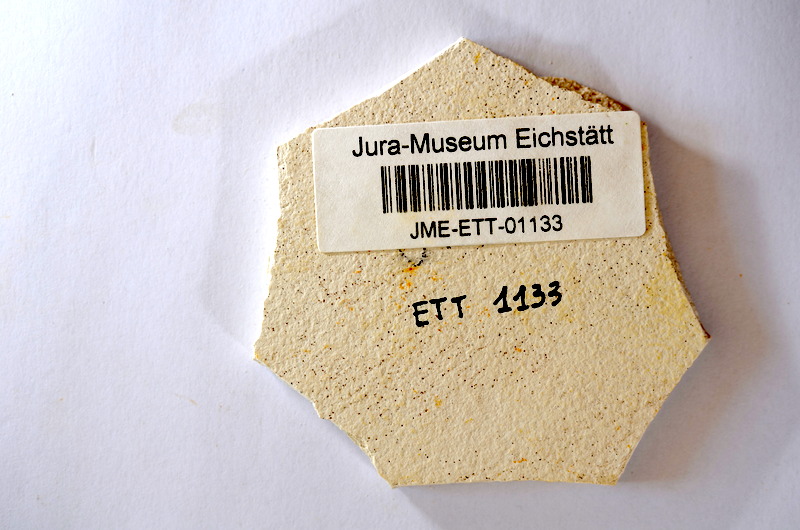 Jura-Museum Eichstätt
JME-ETT-01133
ETT 1133